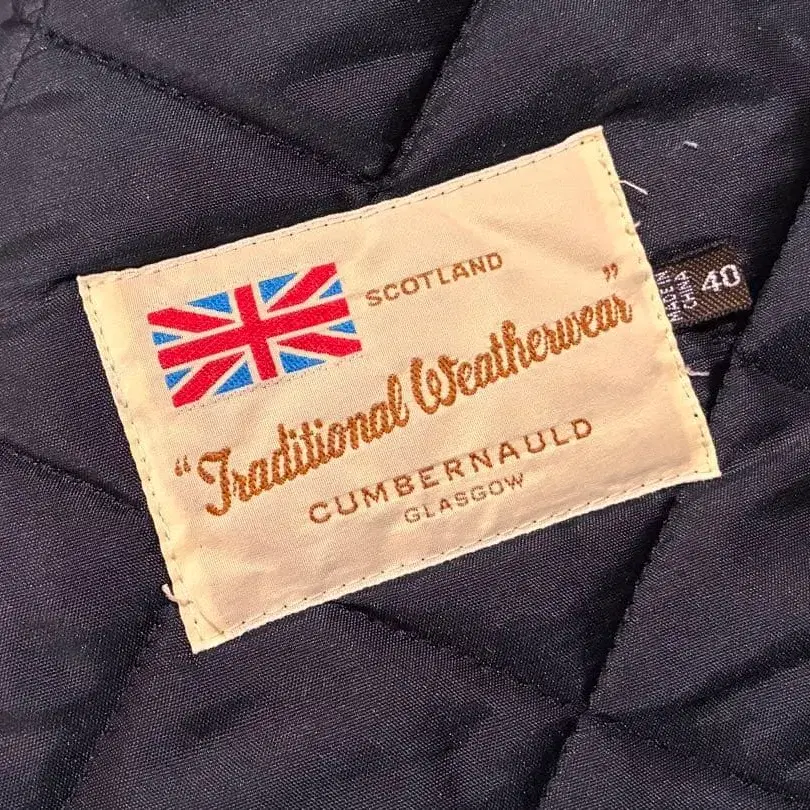 SCOTLAND
"Traditional Weatherwear"
CUMBERNAULD
GLASGOW
MADE IN
CHINA
40